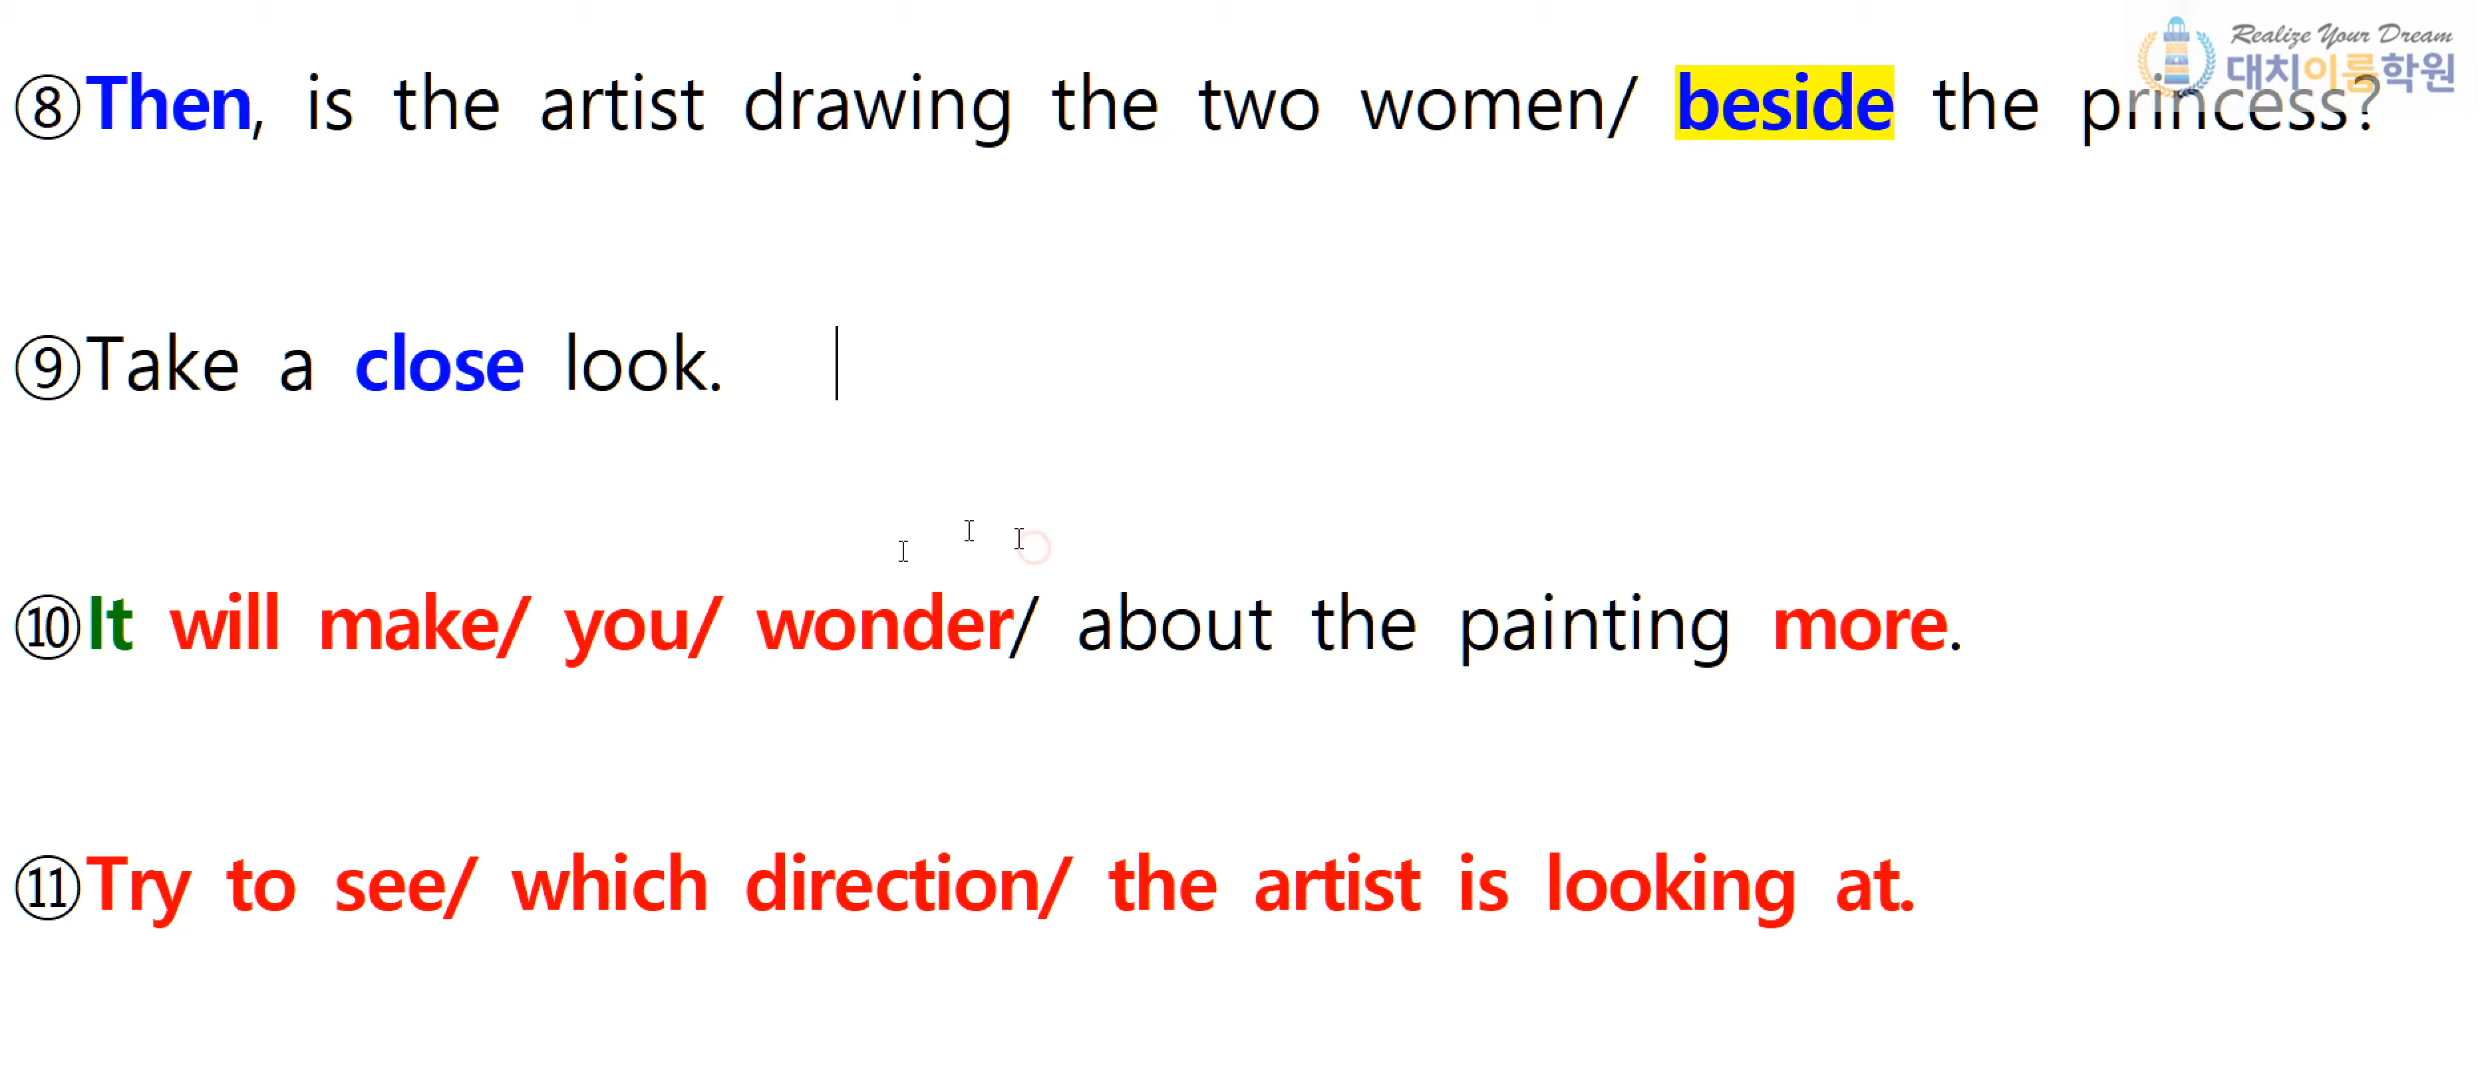 Realize Your Dream
대치이룸학원
⑧Then, is the artist drawing the two women/ beside the princess?
⑨Take a close look.
⑩It will make/ you/ wonder/ about the painting more.
⑪Try to see/ which direction/ the artist is looking at.